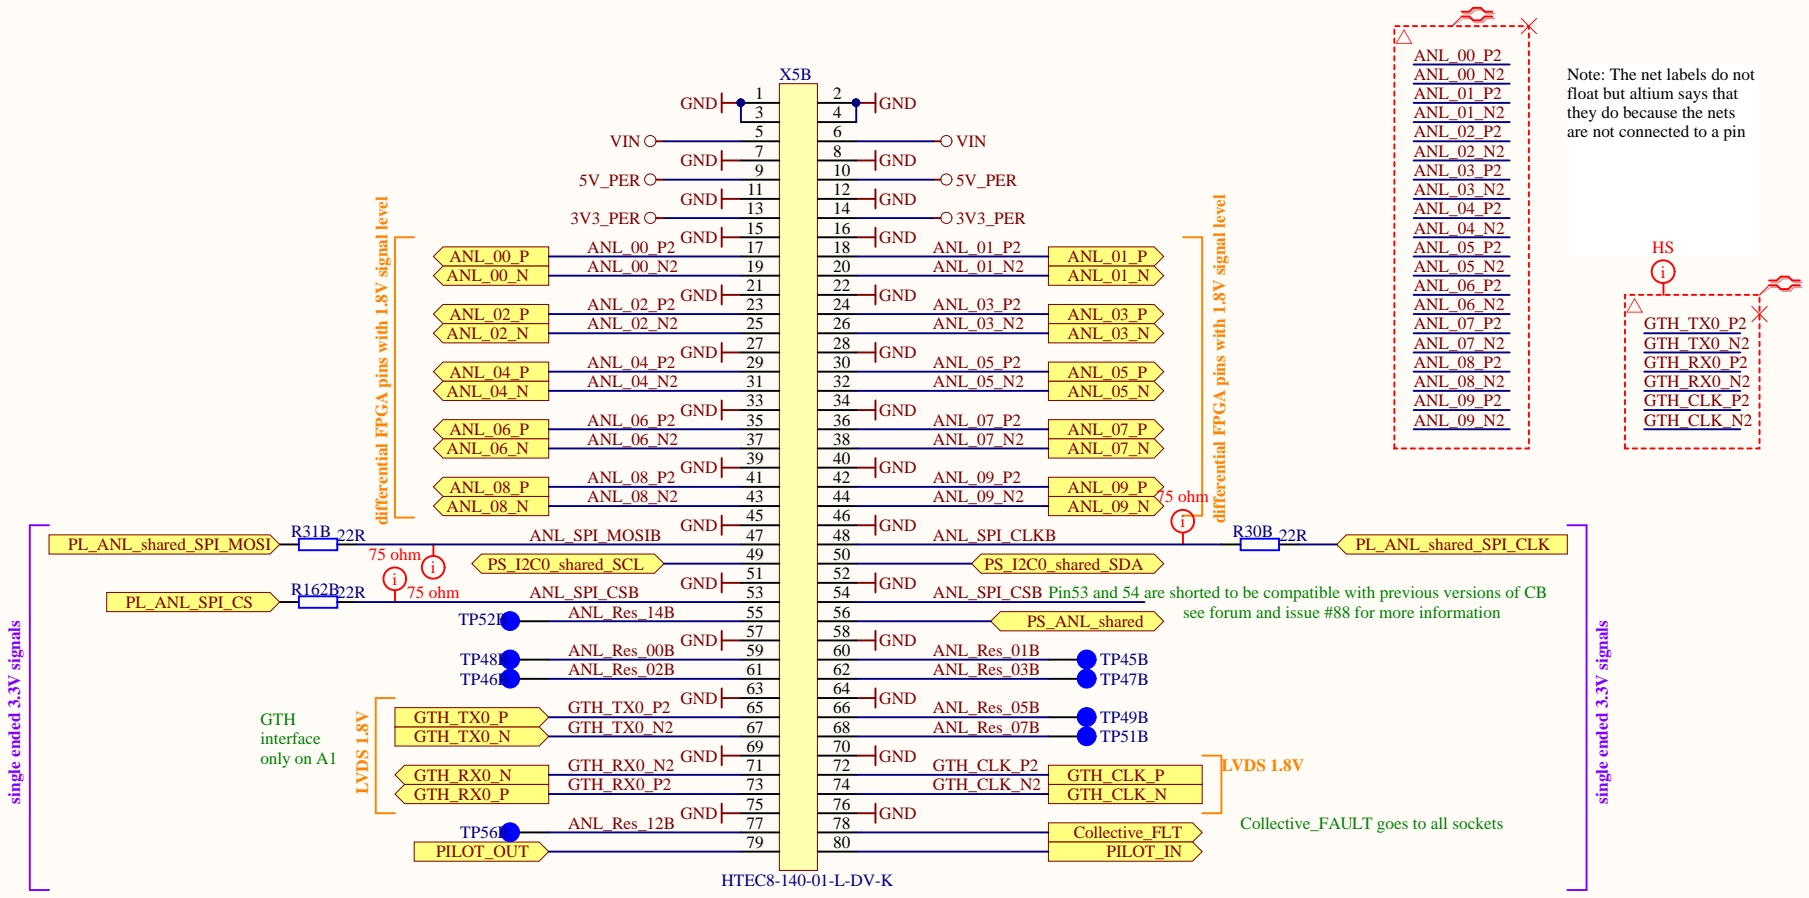 X5B
GND 1 2 GND
3 4
VIN 5 6 VIN
GND 7 8 GND
5V_PER 9 10 5V_PER
GND 11 12 GND
3V3_PER 13 14 3V3_PER
GND 15 16 GND
ANL_00_P ANL_00_P2 17 18 ANL_01_P2 ANL_01_P
ANL_00_N ANL_00_N2 19 20 ANL_01_N2 ANL_01_N
GND 21 22 GND
ANL_02_P ANL_02_P2 23 24 ANL_03_P2 ANL_03_P
ANL_02_N ANL_02_N2 25 26 ANL_03_N2 ANL_03_N
GND 27 28 GND
ANL_04_P ANL_04_P2 29 30 ANL_05_P2 ANL_05_P
ANL_04_N ANL_04_N2 31 32 ANL_05_N2 ANL_05_N
GND 33 34 GND
ANL_06_P ANL_06_P2 35 36 ANL_07_P2 ANL_07_P
ANL_06_N ANL_06_N2 37 38 ANL_07_N2 ANL_07_N
GND 39 40 GND
ANL_08_P ANL_08_P2 41 42 ANL_09_P2 ANL_09_P
ANL_08_N ANL_08_N2 43 44 ANL_09_N2 ANL_09_N
GND 45 46 GND
PL_ANL_shared_SPI_MOSI R31B 22R ANL_SPI_MOSIB 47 48 ANL_SPI_CLKB R30B 22R PL_ANL_shared_SPI_CLK
75 ohm i
75 ohm i
PS_I2C0_shared_SCL 49 50 PS_I2C0_shared_SDA
GND 51 52 GND
i 75 ohm
PL_ANL_SPI_CS R162B 22R ANL_SPI_CSB 53 54 ANL_SPI_CSB
Pin53 and 54 are shorted to be compatible with previous versions of CB
see forum and issue #88 for more information
TP52B ANL_Res_14B 55 56 PS_ANL_shared
GND 57 58 GND
TP48B ANL_Res_00B 59 60 ANL_Res_01B TP45B
TP46B ANL_Res_02B 61 62 ANL_Res_03B TP47B
GND 63 64 GND
GTH_TX0_P GTH_TX0_P2 65 66 ANL_Res_05B TP49B
GTH_TX0_N GTH_TX0_N2 67 68 ANL_Res_07B TP51B
GND 69 70 GND
GTH_RX0_N GTH_RX0_N2 71 72 GTH_CLK_P2 GTH_CLK_P
GTH_RX0_P GTH_RX0_P2 73 74 GTH_CLK_N2 GTH_CLK_N
GND 75 76 GND
TP56B ANL_Res_12B 77 78 Collective_FLT
PILOT_OUT 79 80 PILOT_IN
HTEC8-140-01-L-DV-K
differential FPGA pins with 1.8V signal level
differential FPGA pins with 1.8V signal level
single ended 3.3V signals
single ended 3.3V signals
GTH
interface
only on A1
LVDS 1.8V
LVDS 1.8V
Collective_FAULT goes to all sockets
ANL_00_P2
ANL_00_N2
ANL_01_P2
ANL_01_N2
ANL_02_P2
ANL_02_N2
ANL_03_P2
ANL_03_N2
ANL_04_P2
ANL_04_N2
ANL_05_P2
ANL_05_N2
ANL_06_P2
ANL_06_N2
ANL_07_P2
ANL_07_N2
ANL_08_P2
ANL_08_N2
ANL_09_P2
ANL_09_N2
Note: The net labels do not
float but altium says that
they do because the nets
are not connected to a pin
HS
i
GTH_TX0_P2
GTH_TX0_N2
GTH_RX0_P2
GTH_RX0_N2
GTH_CLK_P2
GTH_CLK_N2